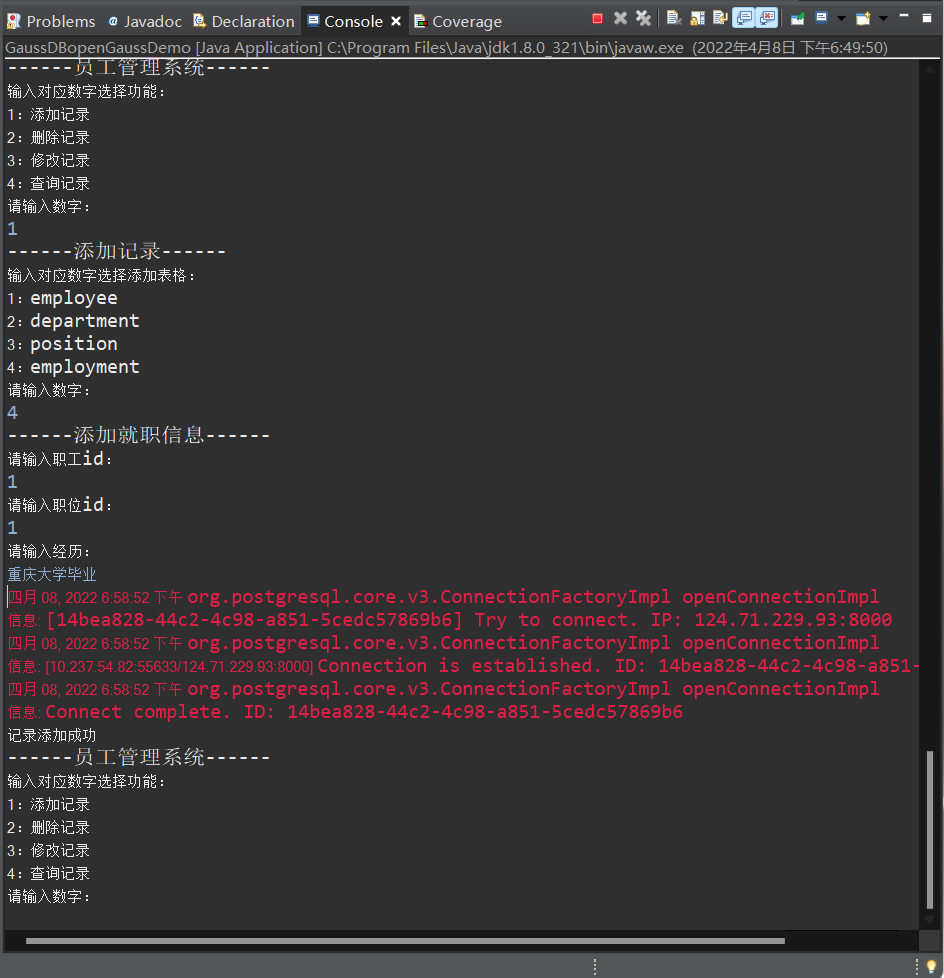 Problems Javadoc Declaration Console Coverage
GaussDBopenGaussDemo [Java Application] C:\Program Files\Java\jdk1.8.0_321\bin\javaw.exe (2022年4月8日 下午6:49:50)
------员工管理系统------
输入对应数字选择功能：
1：添加记录
2：删除记录
3：修改记录
4：查询记录
请输入数字：
1
------添加记录------
输入对应数字选择添加表格：
1：employee
2：department
3：position
4：employment
请输入数字：
4
------添加就职信息------
请输入职工id：
1
请输入职位id：
1
请输入经历：
重庆大学毕业
四月 08, 2022 6:58:52 下午 org.postgresql.core.v3.ConnectionFactoryImpl openConnectionImpl
信息: [14bea828-44c2-4c98-a851-5cedc57869b6] Try to connect. IP: 124.71.229.93:8000
四月 08, 2022 6:58:52 下午 org.postgresql.core.v3.ConnectionFactoryImpl openConnectionImpl
信息: [10.237.54.82:55633/124.71.229.93:8000] Connection is established. ID: 14bea828-44c2-4c98-a851-
四月 08, 2022 6:58:52 下午 org.postgresql.core.v3.ConnectionFactoryImpl openConnectionImpl
信息: Connect complete. ID: 14bea828-44c2-4c98-a851-5cedc57869b6
记录添加成功
------员工管理系统------
输入对应数字选择功能：
1：添加记录
2：删除记录
3：修改记录
4：查询记录
请输入数字：